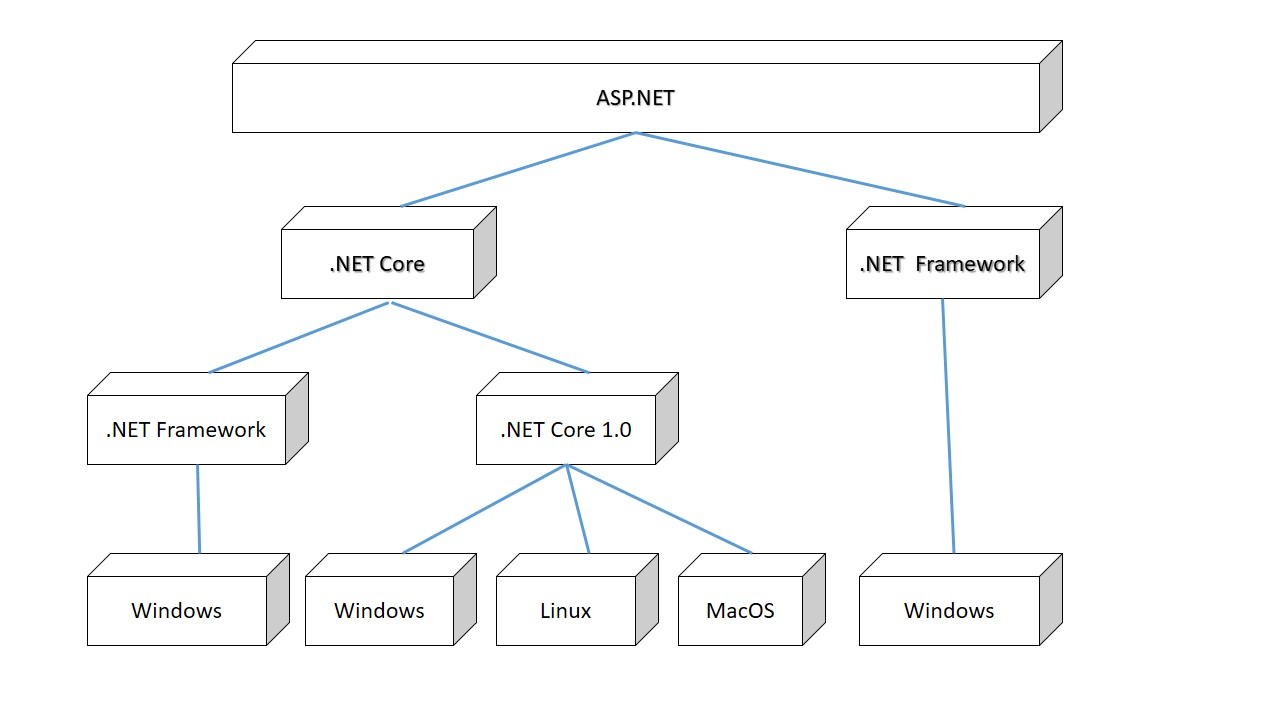 ASP.NET
.NET Core
.NET  Framework
.NET Framework
.NET Core 1.0
Windows
Windows
Linux
MacOS
Windows